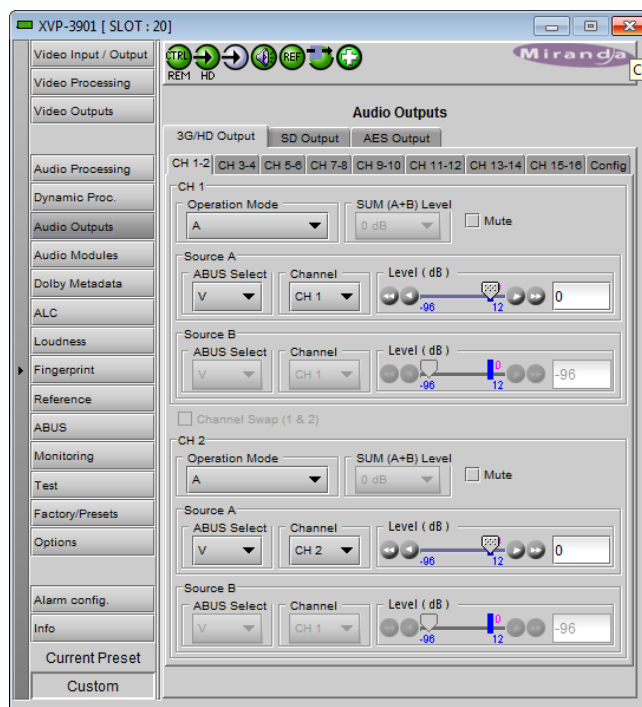 XVP-3901 [ SLOT : 20]
Video Input / Output
Video Processing
Video Outputs
Audio Processing
Dynamic Proc.
Audio Outputs
Audio Modules
Dolby Metadata
ALC
Loudness
Fingerprint
Reference
ABUS
Monitoring
Test
Factory/Presets
Options
Alarm config.
Info
Current Preset
Custom
CTRL REF
REM HD
Miranda
C
Audio Outputs
3G/HD Output SD Output AES Output
CH 1-2 CH 3-4 CH 5-6 CH 7-8 CH 9-10 CH 11-12 CH 13-14 CH 15-16 Config
CH 1
Operation Mode SUM (A+B) Level
A 0 dB Mute
Source A
ABUS Select Channel Level ( dB )
V CH 1 0
-96 12
Source B
ABUS Select Channel Level ( dB )
0
V CH 1 -96
-96 12
Channel Swap (1 & 2)
CH 2
Operation Mode SUM (A+B) Level
A 0 dB Mute
Source A
ABUS Select Channel Level ( dB )
V CH 2 0
-96 12
Source B
ABUS Select Channel Level ( dB )
0
V CH 1 -96
-96 12